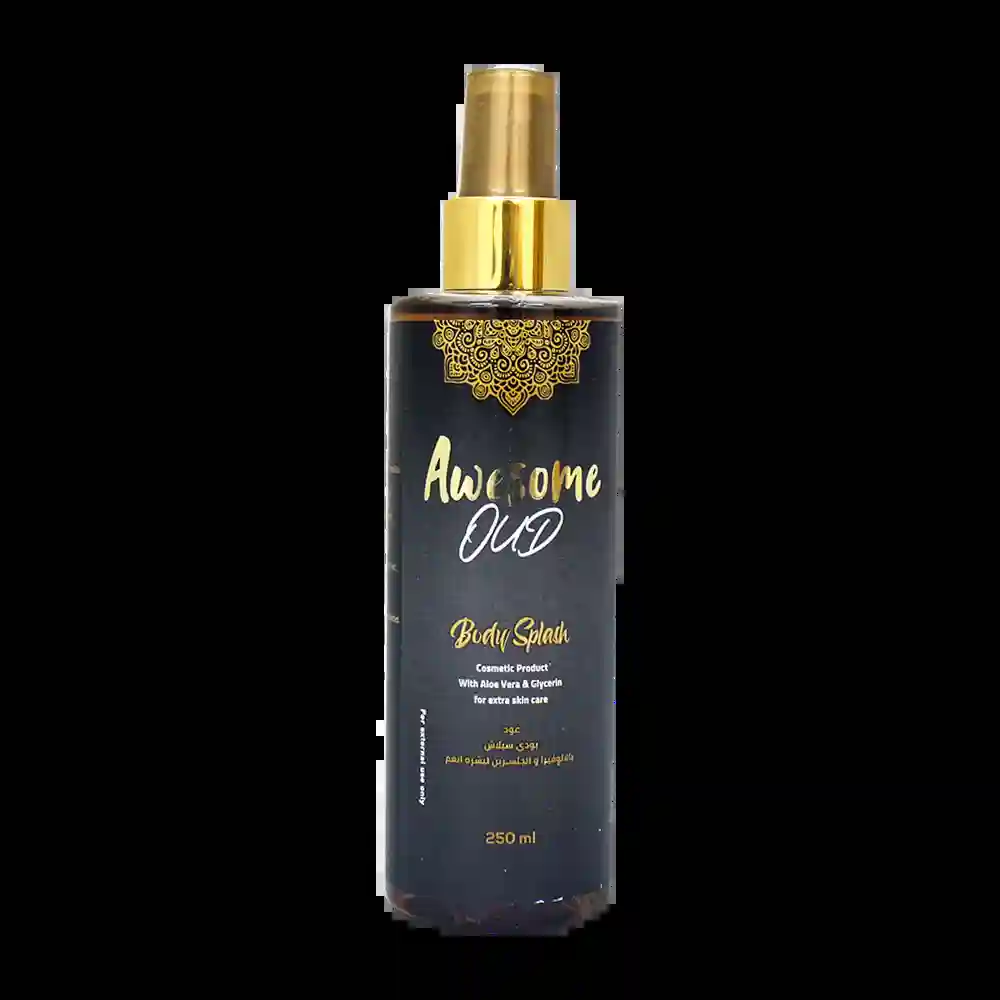 Awesome
OUD
Body Splash
Cosmetic Product
With Aloe Vera & Glycerin
for extra skin care
عود
بودي سبلاش
بالالوفيرا و الجلسرين لبشره انعم
For external use only
250 ml